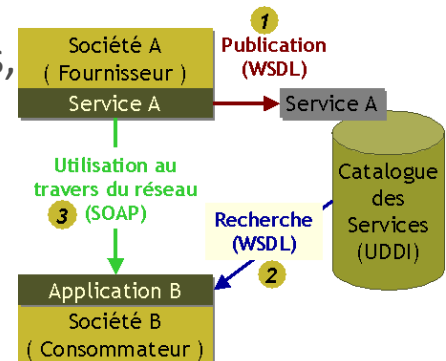 s,
Société A
( Fournisseur )
Service A
1
Publication
(WSDL)
Service A
Catalogue
des
Services
(UDDI)
Utilisation au
travers du réseau
3 (SOAP)
Recherche
(WSDL)
2
Application B
Société B
( Consommateur )